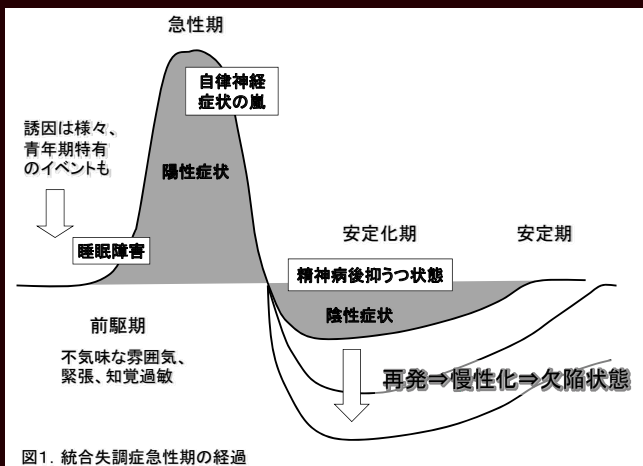 急性期
自律神経
症状の嵐
誘因は様々、
青年期特有
のイベントも
陽性症状
睡眠障害
安定化期
安定期
精神病後抑うつ状態
陰性症状
前駆期
不気味な雰囲気、
緊張、知覚過敏
再発⇒慢性化⇒欠陥状態
図1．統合失調症急性期の経過